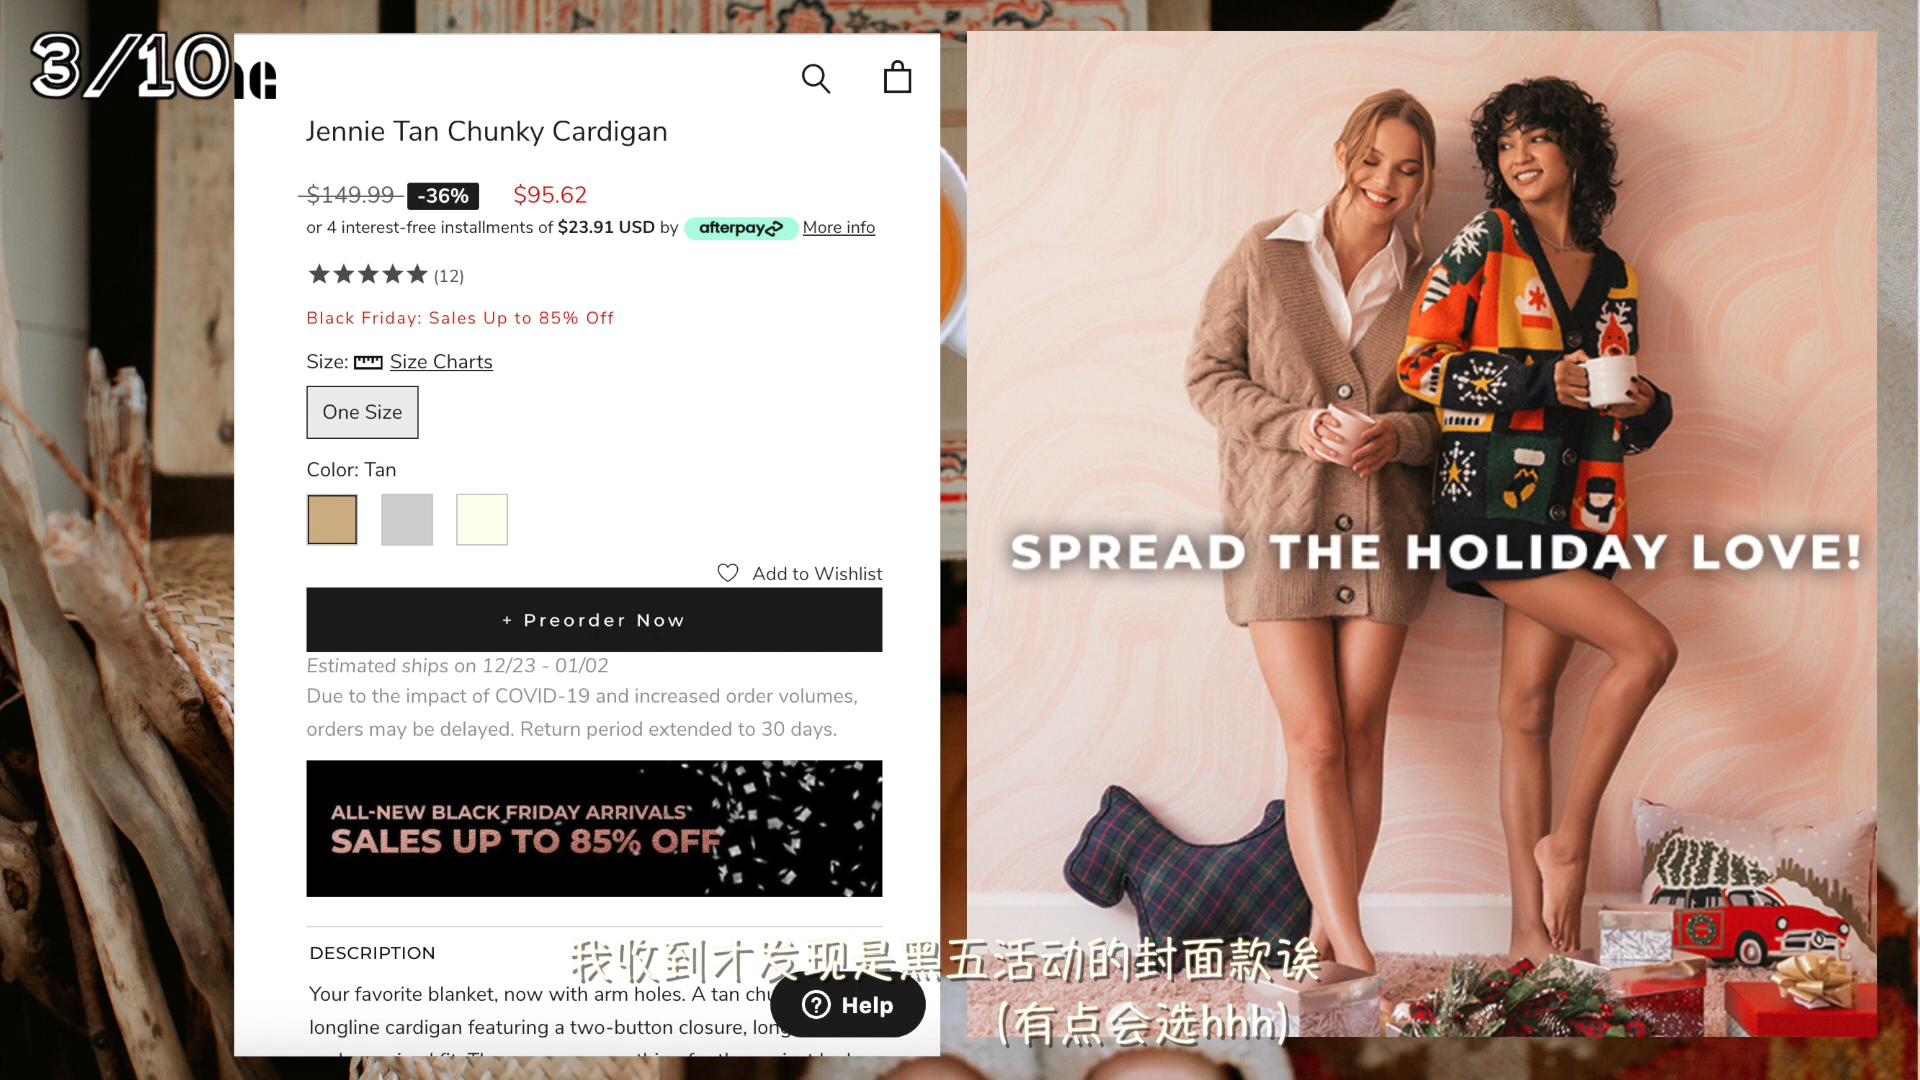 3/10
Jennie Tan Chunky Cardigan
$149.99 -36% $95.62
or 4 interest-free installments of $23.91 USD by afterpay More info
(12)
Black Friday: Sales Up to 85% Off
Size: Size Charts
One Size
Color: Tan
Add to Wishlist
+ Preorder Now
Estimated ships on 12/23 - 01/02
Due to the impact of COVID-19 and increased order volumes,
orders may be delayed. Return period extended to 30 days.
ALL-NEW BLACK FRIDAY ARRIVALS
SALES UP TO 85% OFF
DESCRIPTION
Your favorite blanket, now with arm holes. A tan
longline cardigan featuring a two-button closure,
Help
SPREAD THE HOLIDAY LOVE!
我收到才发现是黑五活动的封面款诶
(有点会选hhh)